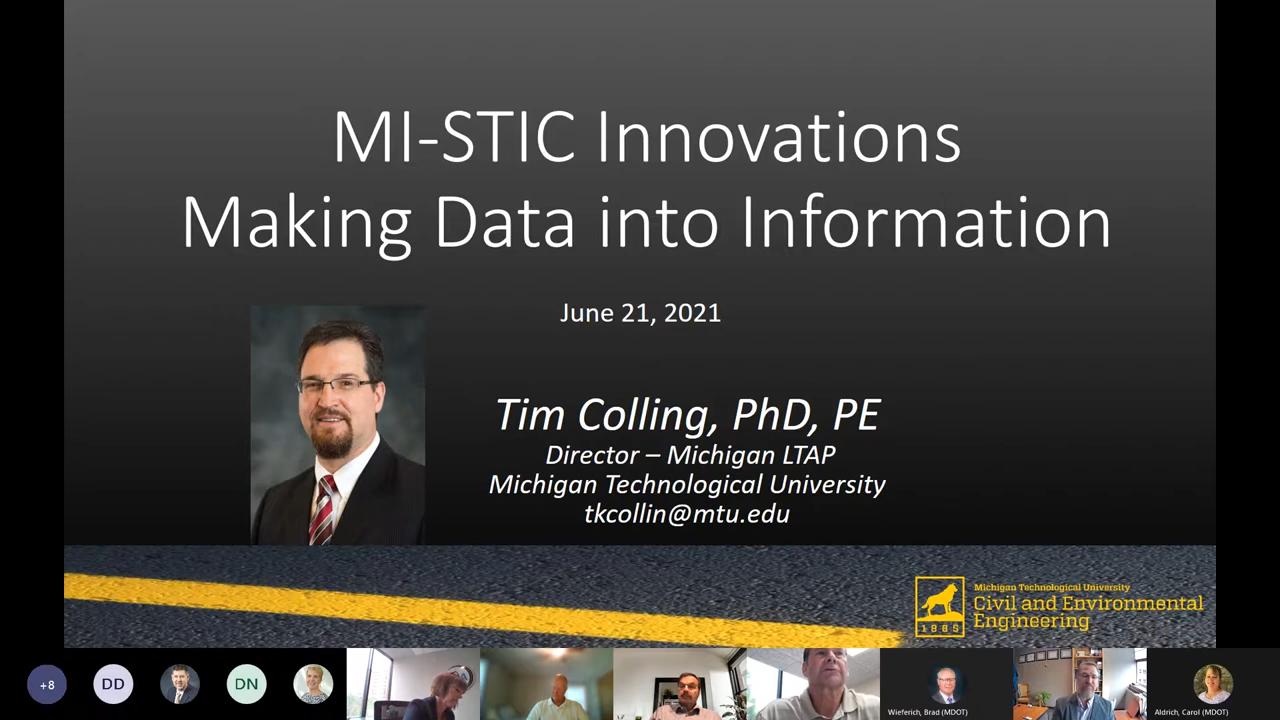 MI-STIC Innovations
Making Data into Information
June 21, 2021
Tim Colling, PhD, PE
Director – Michigan LTAP
Michigan Technological University
tkcollin@mtu.edu
Michigan Technological University
Civil and Environmental
Engineering
1885
+8
DD
DN
Wieferich, Brad (MDOT)
Aldrich, Carol (MDOT)